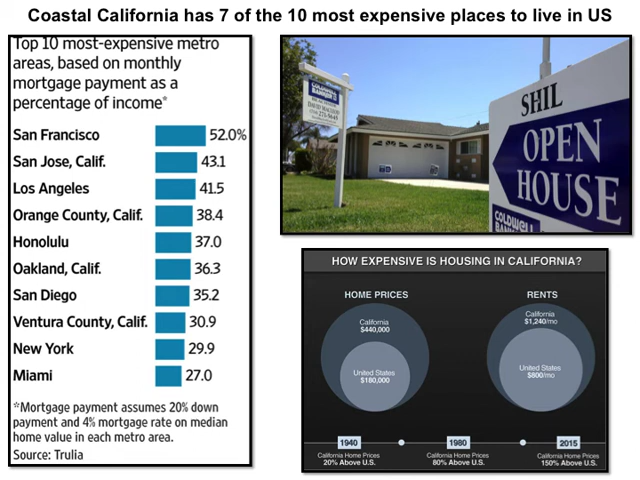 Coastal California has 7 of the 10 most expensive places to live in US
Top 10 most-expensive metro
areas, based on monthly
mortgage payment as a
percentage of income*
San Francisco 52.0%
San Jose, Calif. 43.1
Los Angeles 41.5
Orange County, Calif. 38.4
Honolulu 37.0
Oakland, Calif. 36.3
San Diego 35.2
Ventura County, Calif. 30.9
New York 29.9
Miami 27.0
*Mortgage payment assumes 20% down
payment and 4% mortgage rate on median
home value in each metro area.
Source: Trulia
COLDWELL
BANKER
SHIL
OPEN
HOUSE
COLDWELL
HOW EXPENSIVE IS HOUSING IN CALIFORNIA?
HOME PRICES
RENTS
California
$440,000
United States
$180,000
California
$1,240/mo
United States
$800/mo
1940
1980
2015
California Home Prices
20% Above U.S.
California Home Prices
80% Above U.S.
California Home Prices
150% Above U.S.